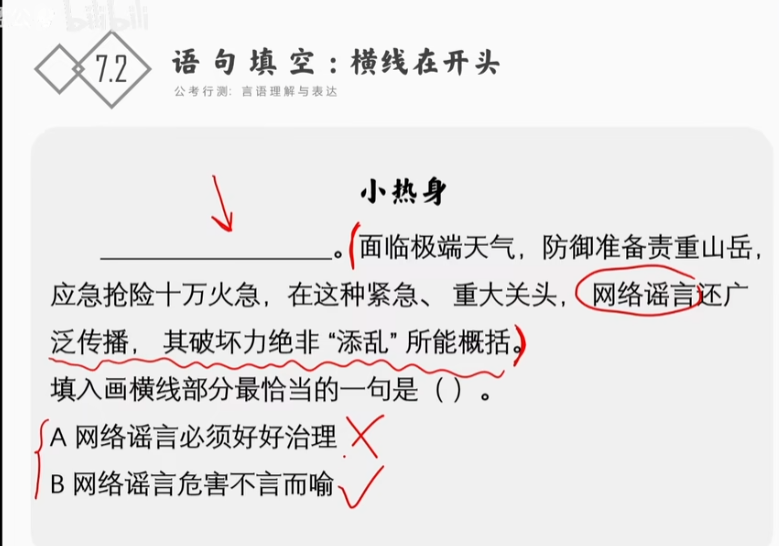 bilibili
7.2
语句填空：横线在开头
公考行测: 言语理解与表达
小热身
________________。面临极端天气，防御准备责重山岳，
应急抢险十万火急，在这种紧急、 重大关头，网络谣言还广
泛传播， 其破坏力绝非 “添乱” 所能概括。
填入画横线部分最恰当的一句是（ ）。
A 网络谣言必须好好治理
B 网络谣言危害不言而喻